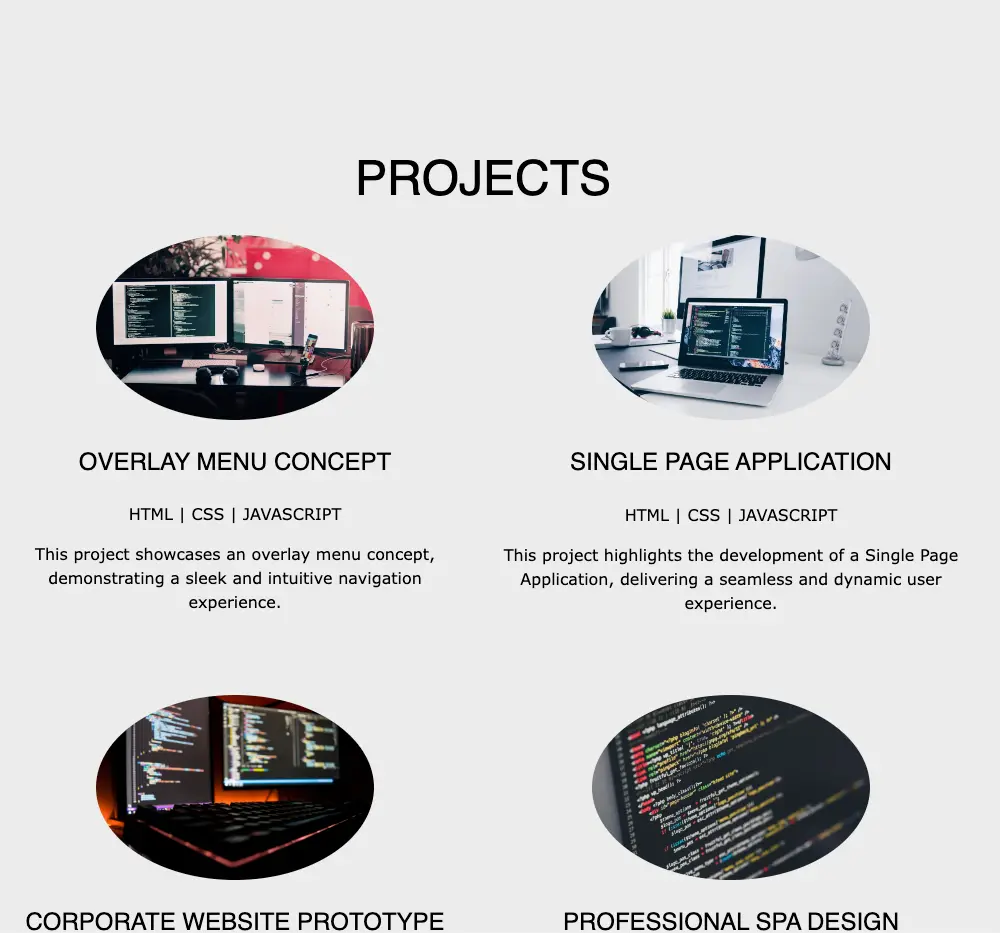 PROJECTS
OVERLAY MENU CONCEPT
HTML | CSS | JAVASCRIPT
This project showcases an overlay menu concept,
demonstrating a sleek and intuitive navigation
experience.
SINGLE PAGE APPLICATION
HTML | CSS | JAVASCRIPT
This project highlights the development of a Single Page
Application, delivering a seamless and dynamic user
experience.
CORPORATE WEBSITE PROTOTYPE
PROFESSIONAL SPA DESIGN